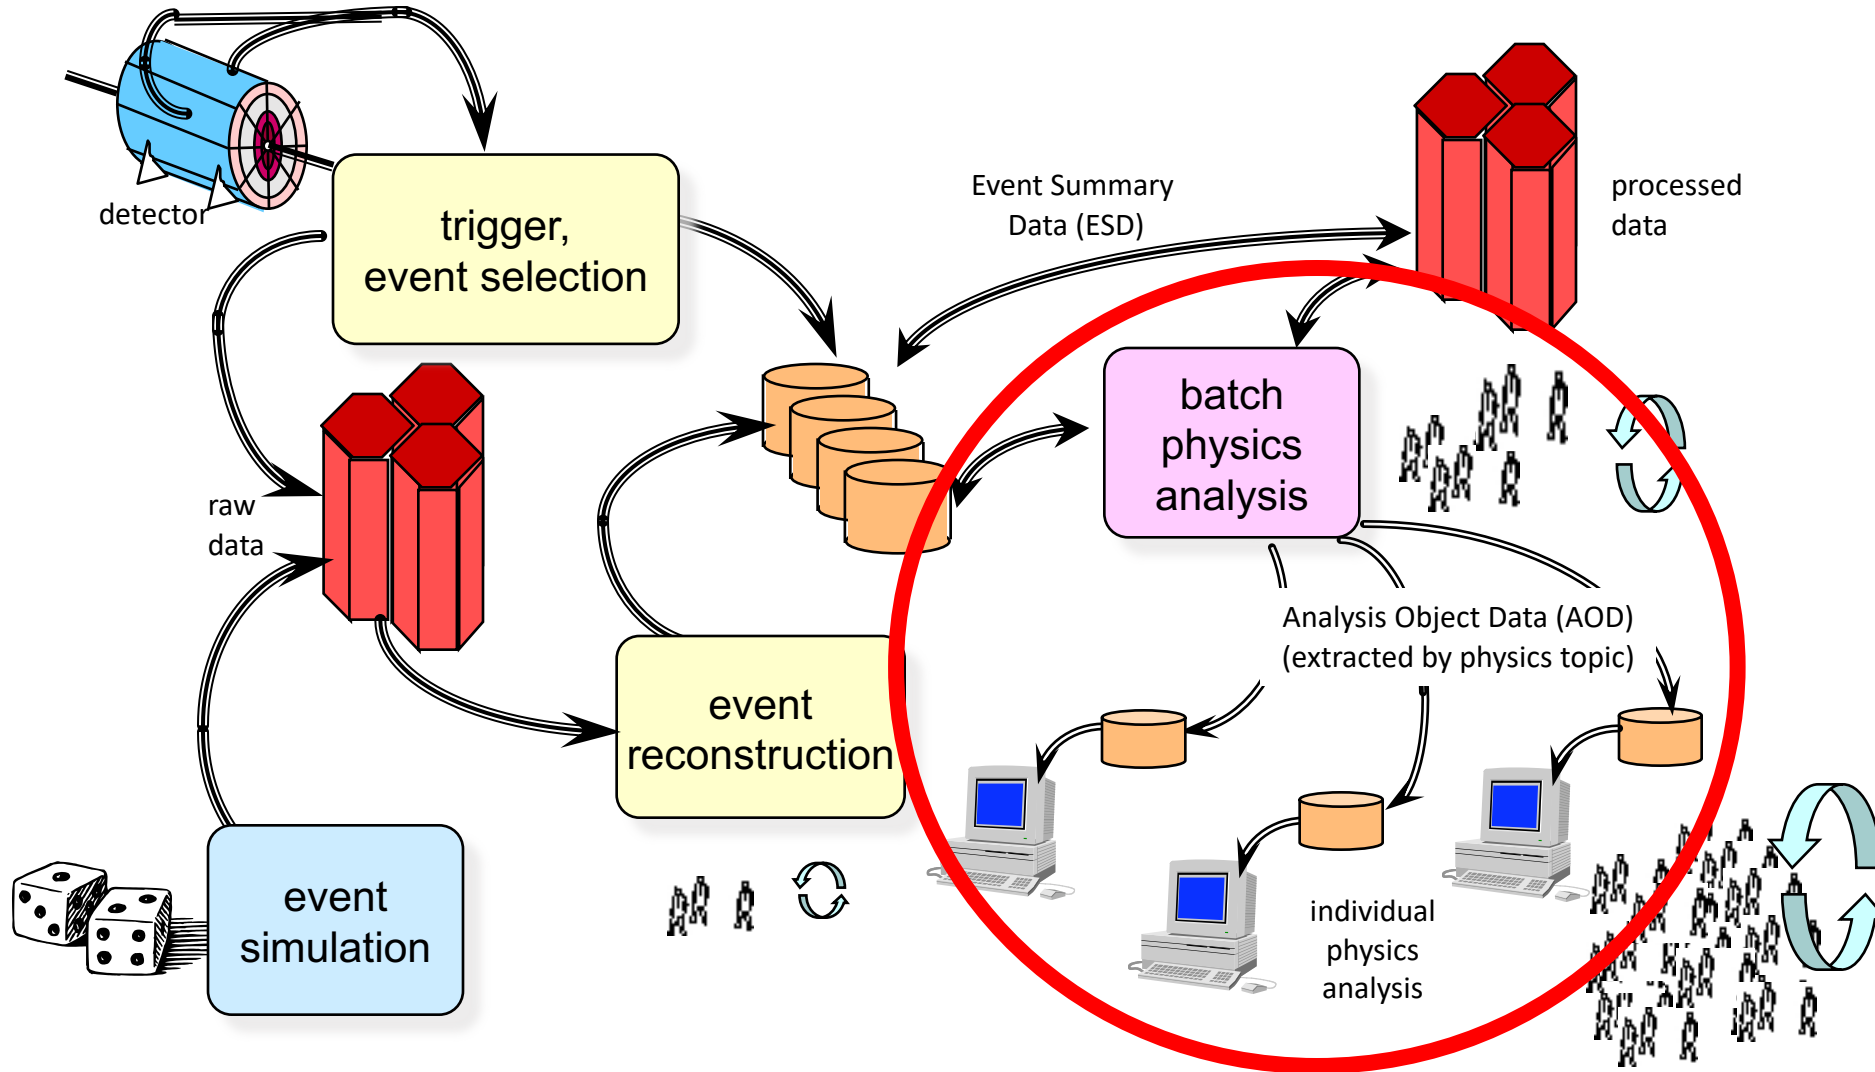 detector
trigger,
event selection
Event Summary
Data (ESD)
processed
data
batch
physics
analysis
raw
data
Analysis Object Data (AOD)
(extracted by physics topic)
event
reconstruction
event
simulation
individual
physics
analysis